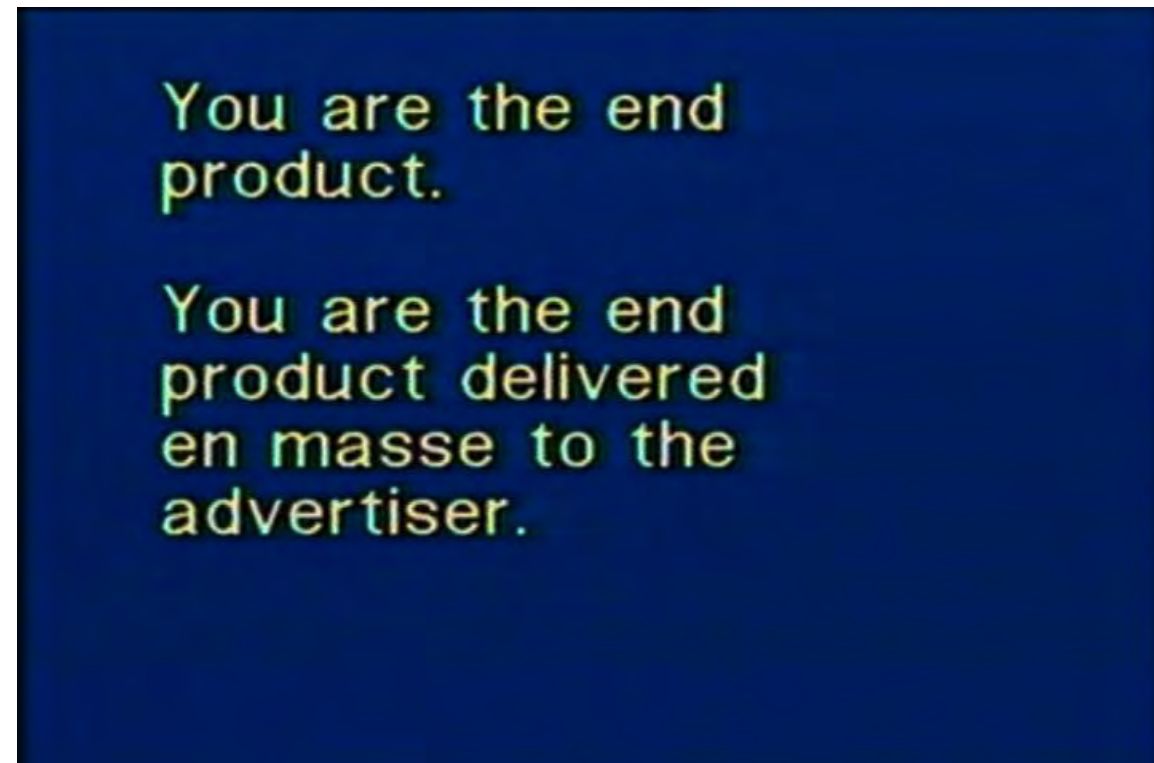 You are the end
product.
You are the end
product delivered
en masse to the
advertiser.